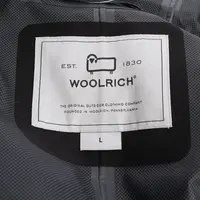 EST. 1830
WOOLRICH®
THE ORIGINAL OUTDOOR CLOTHING COMPANY
FOUNDED IN WOOLRICH, PENNSYLVANIA
L